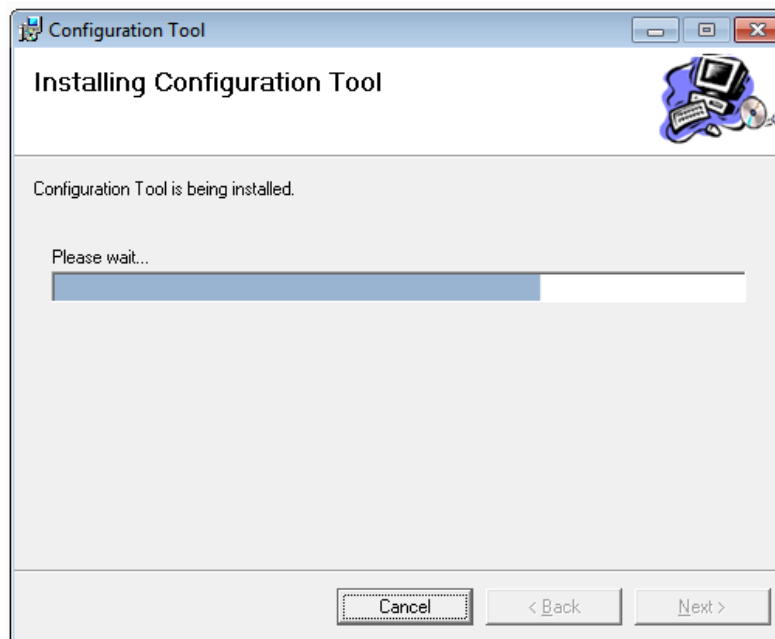 Configuration Tool
Installing Configuration Tool
Configuration Tool is being installed.
Please wait...
Cancel
< Back
Next >